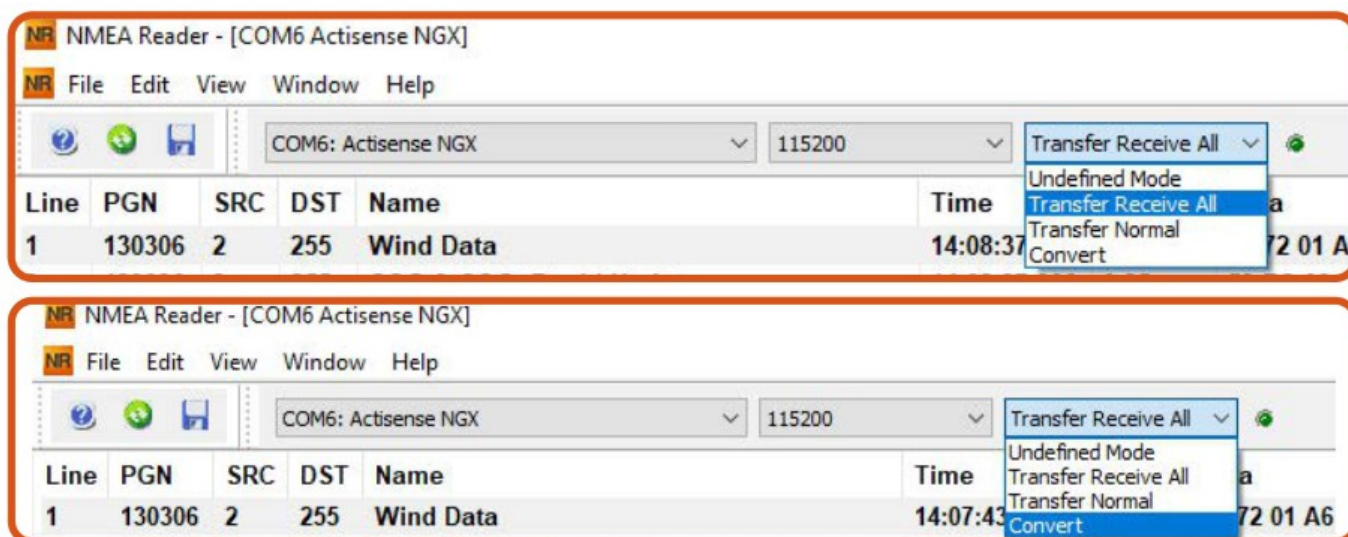 NR NMEA Reader - [COM6 Actisense NGX]
NR File Edit View Window Help
COM6: Actisense NGX 115200 Transfer Receive All
Undefined Mode
Line PGN SRC DST Name Time Transfer Receive All a
Transfer Normal
1 130306 2 255 Wind Data 14:08:37 72 01 A
Convert
NR NMEA Reader - [COM6 Actisense NGX]
NR File Edit View Window Help
COM6: Actisense NGX 115200 Transfer Receive All
Undefined Mode
Line PGN SRC DST Name Time Transfer Receive All a
Transfer Normal
1 130306 2 255 Wind Data 14:07:43 72 01 A6
Convert